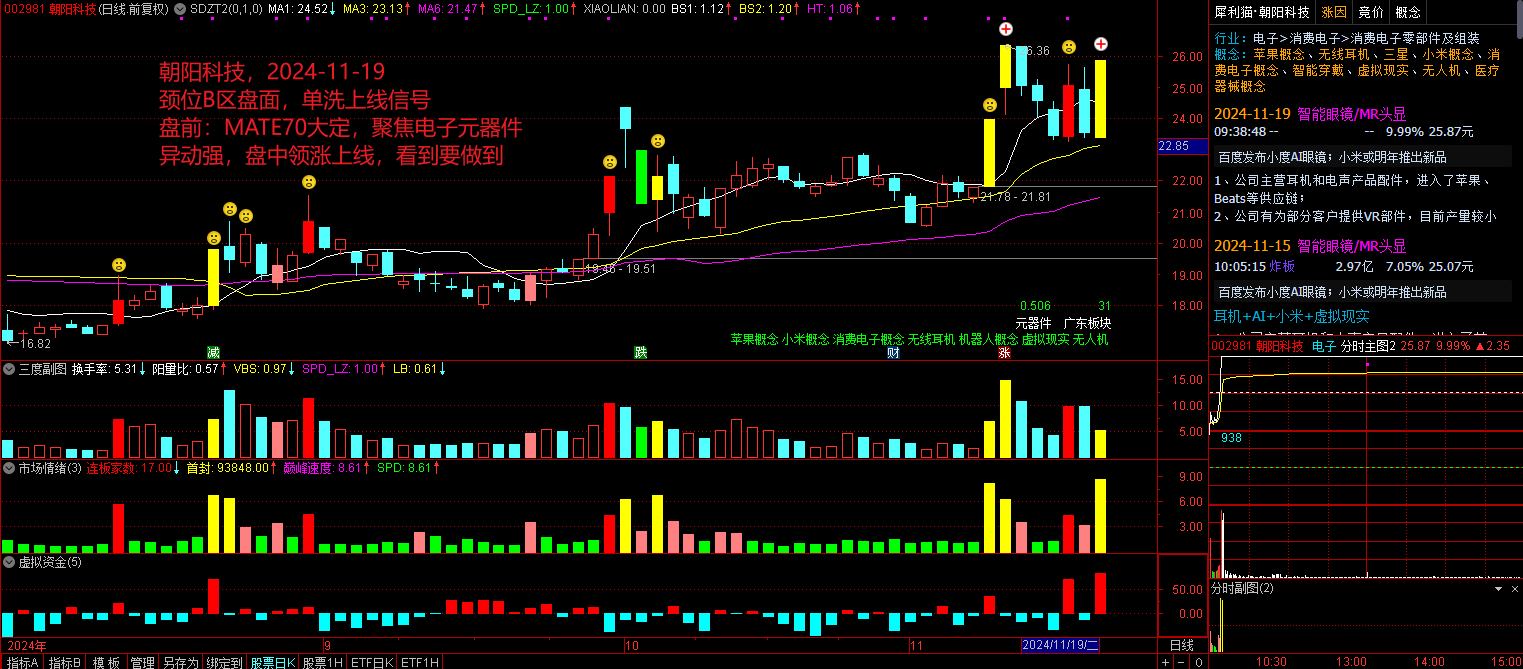 002981 朝阳科技(日线.前复权) SDZT2(0,1,0) MA1: 24.52↓ MA3: 23.13↑ MA6: 21.47↑ SPD_LZ: 1.00↑ XIAOLIAN: 0.00 BS1: 1.12↑ BS2: 1.20↑ HT: 1.06↑
朝阳科技，2024-11-19
颈位B区盘面，单洗上线信号
盘前：MATE70大定，聚焦电子元器件
异动强，盘中领涨上线，看到要做到
26.00
25.00
24.00
22.85
22.00
21.00
20.00
19.00
18.00
6.36
21.78 - 21.81
19.46 - 19.51
←16.82
0.506 31
元器件 广东板块
苹果概念 小米概念 消费电子概念 无线耳机 机器人概念 虚拟现实 无人机
减 跌 财 涨
三度副图 换手率: 5.31↓ 阳量比: 0.57↑ VBS: 0.97↓ SPD_LZ: 1.00↑ LB: 0.61↓
15.00
10.00
5.00
市场情绪(3) 连板家数: 17.00↓ 首封: 93848.00↑ 巅峰速度: 8.61↑ SPD: 8.61↑
9.00
6.00
3.00
虚拟资金(5)
50.00
0.00
2024年 9 10 11 2024/11/19/二 日线
指标A 指标B 模板 管理 另存为 绑定到 股票日K 股票1H ETF日K ETF1H + - O
犀利猫·朝阳科技 涨因 竞价 概念
行业: 电子>消费电子>消费电子零部件及组装
概念: 苹果概念、无线耳机、三星、小米概念、消
费电子概念、智能穿戴、虚拟现实、无人机、医疗
器械概念
2024-11-19 智能眼镜/MR头显
09:38:48 -- -- 9.99% 25.87元
百度发布小度AI眼镜；小米或明年推出新品
1、公司主营耳机和电声产品配件，进入了苹果、
Beats等供应链；
2、公司有为部分客户提供VR部件，目前产量较小
2024-11-15 智能眼镜/MR头显
10:05:15 炸板 2.97亿 7.05% 25.07元
百度发布小度AI眼镜；小米或明年推出新品
耳机+AI+小米+虚拟现实
002981 朝阳科技 电子 分时主图2 25.87 9.99% ▲2.35
938
分时副图(2)
10:30 13:00 14:00 15:00